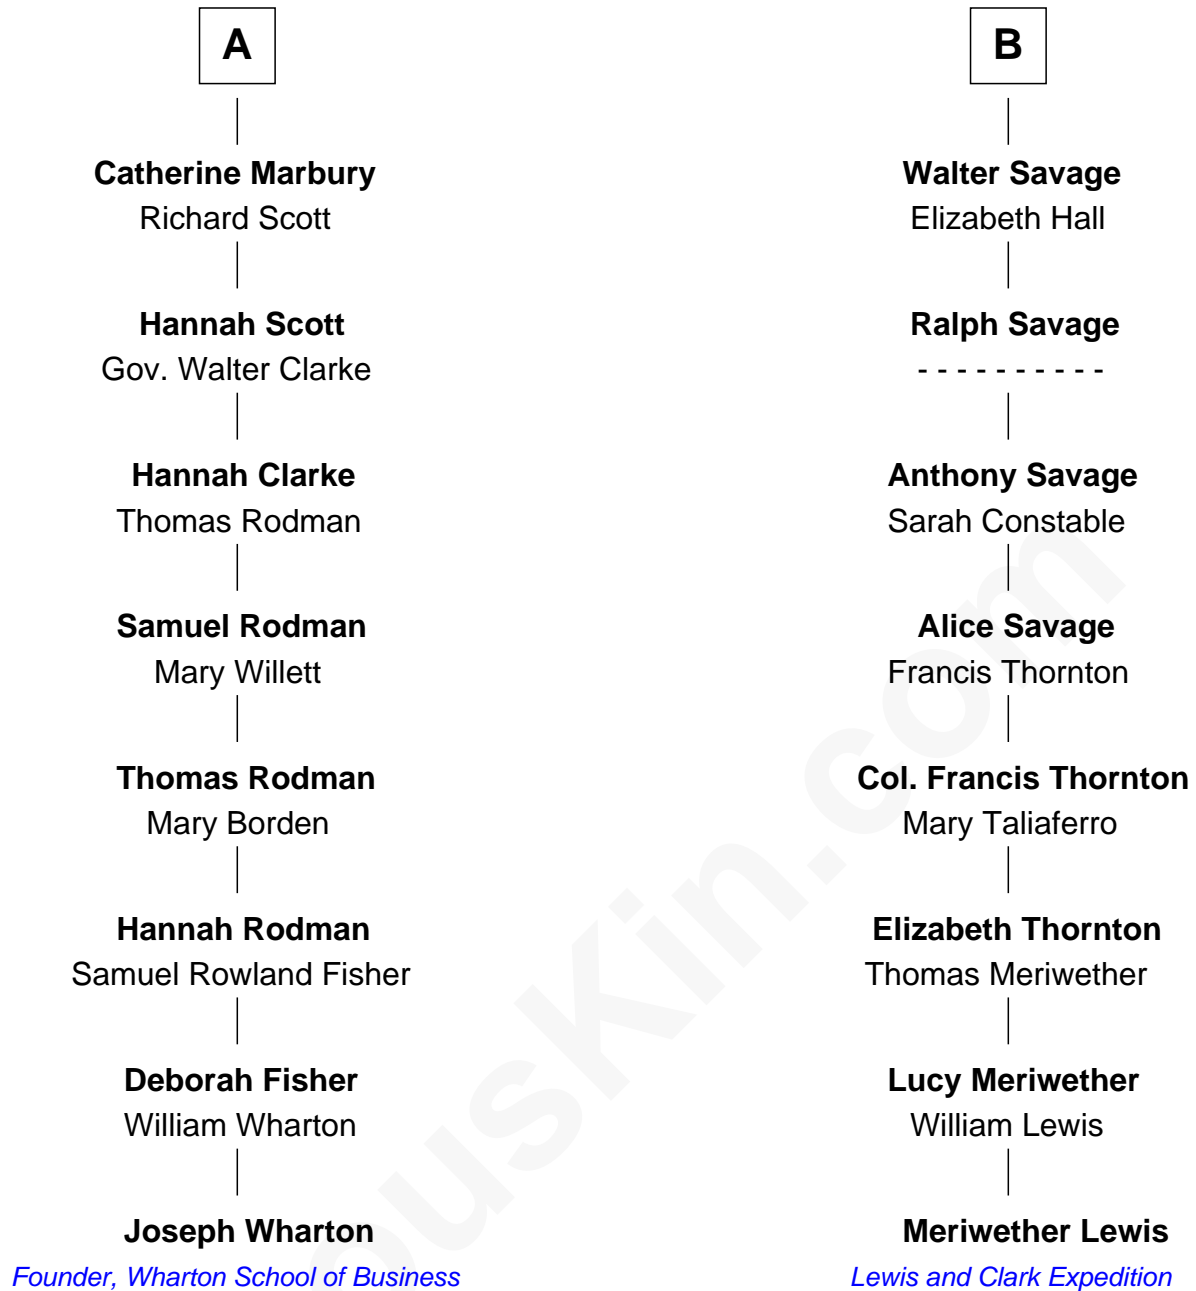 A
B
Catherine Marbury
Richard Scott
Walter Savage
Elizabeth Hall
Hannah Scott
Gov. Walter Clarke
Ralph Savage
- - - - - - - - - -
Hannah Clarke
Thomas Rodman
Anthony Savage
Sarah Constable
Samuel Rodman
Mary Willett
Alice Savage
Francis Thornton
Thomas Rodman
Mary Borden
Col. Francis Thornton
Mary Taliaferro
Hannah Rodman
Samuel Rowland Fisher
Elizabeth Thornton
Thomas Meriwether
Deborah Fisher
William Wharton
Lucy Meriwether
William Lewis
Joseph Wharton
Founder, Wharton School of Business
Meriwether Lewis
Lewis and Clark Expedition
ousKin.com